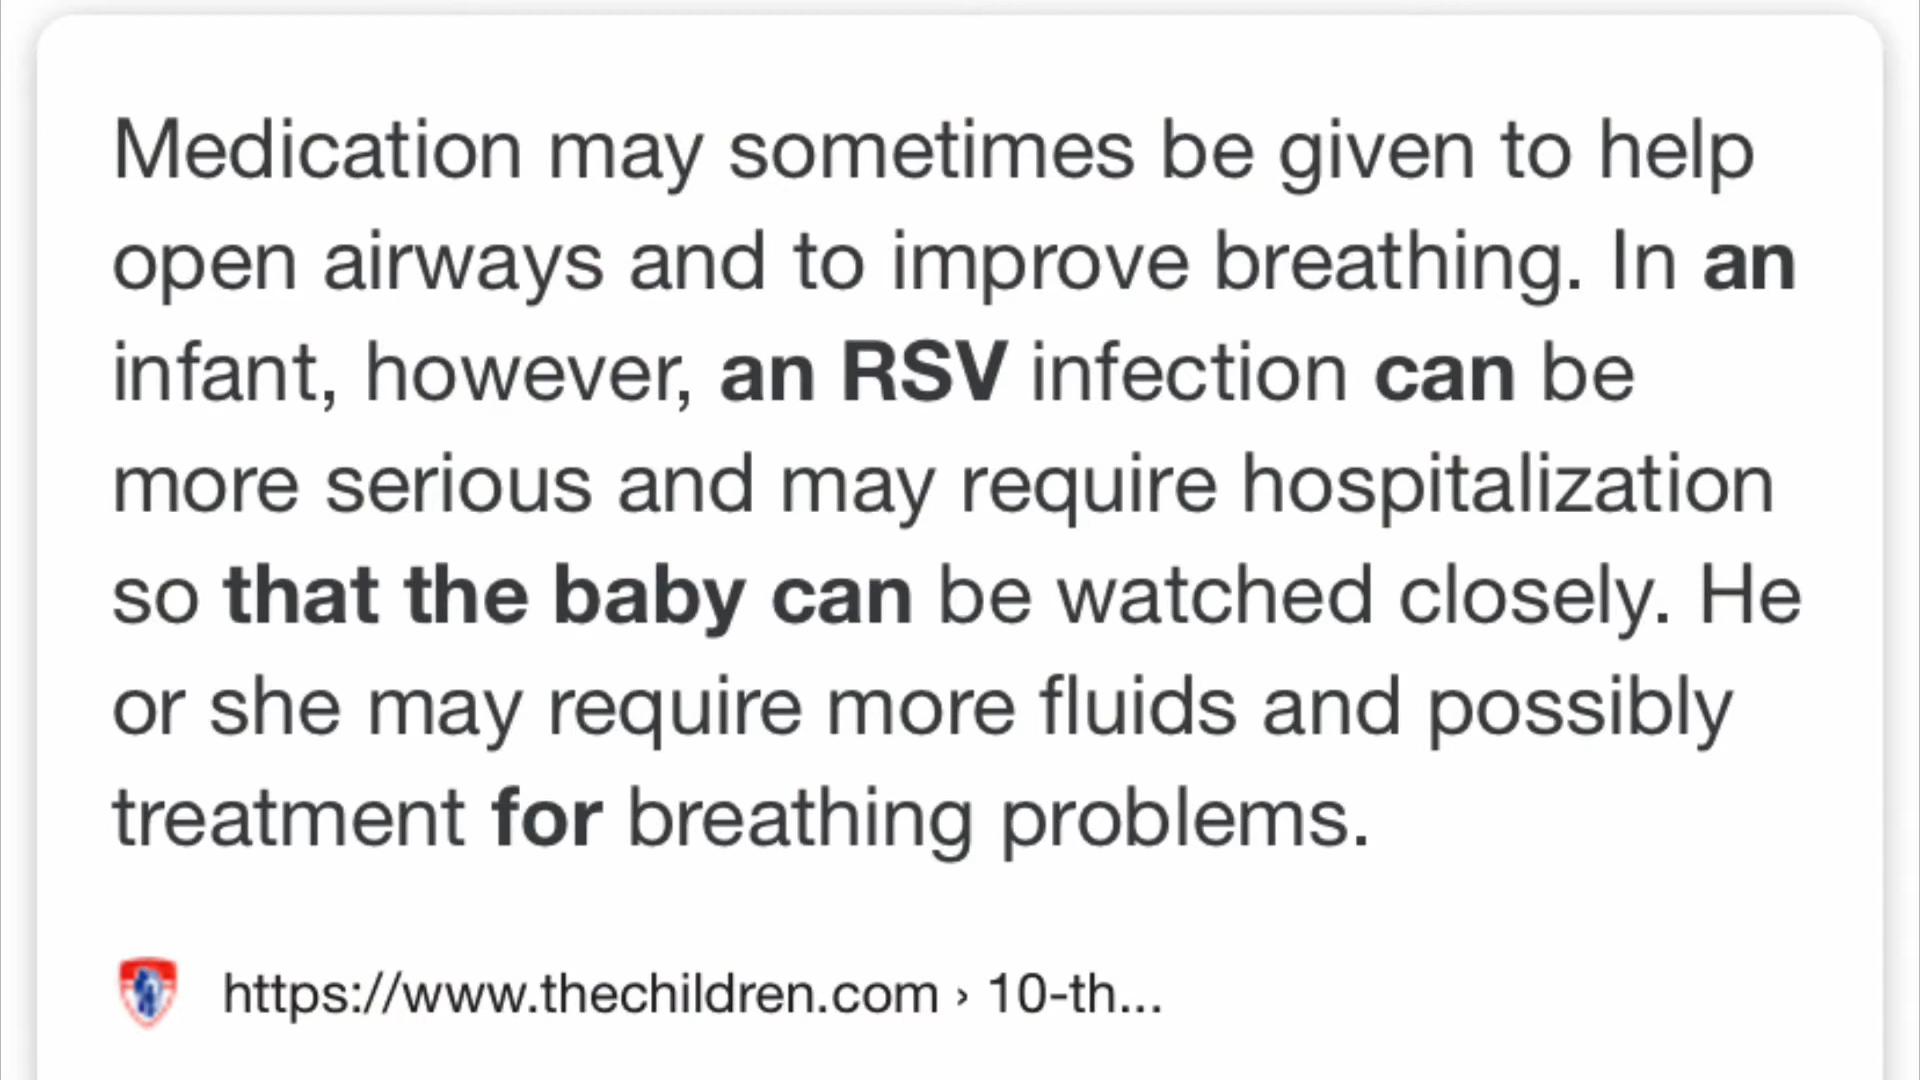 Medication may sometimes be given to help
open airways and to improve breathing. In an
infant, however, an RSV infection can be
more serious and may require hospitalization
so that the baby can be watched closely. He
or she may require more fluids and possibly
treatment for breathing problems.
https://www.thechildren.com › 10-th...